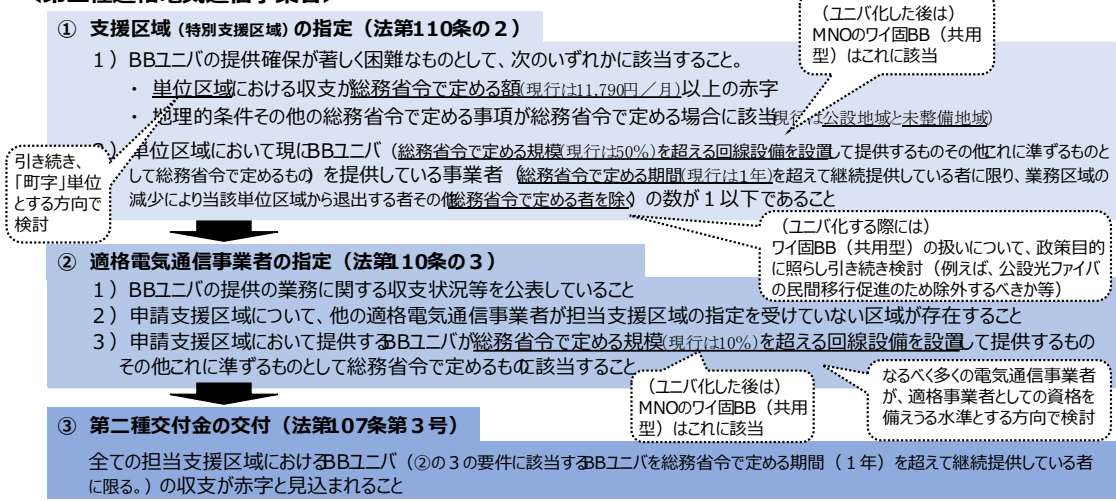 ① 支援区域（特別支援区域）の指定（法第110条の２）
（ユニバ化した後は）
MNOのワイ固BB（共用
型）はこれに該当
１）BBユニバの提供確保が著しく困難なものとして、次のいずれかに該当すること。
・ 単位区域における収支が総務省令で定める額(現行は11,790円／月)以上の赤字
・ 地理的条件その他の総務省令で定める事項が総務省令で定める場合に該当(現行は公設地域と未整備地域)
引き続き、
「町字」単位
とする方向で
検討
２）単位区域において現にBBユニバ（総務省令で定める規模(現行は50%)を超える回線設備を設置して提供するものその他これに準ずるものと
して総務省令で定めるもの）を提供している事業者（総務省令で定める期間(現行は1年)を超えて継続提供している者に限り、業務区域の
減少により当該単位区域から退出する者その他総務省令で定める者を除く）の数が１以下であること
（ユニバ化する際には）
ワイ固BB（共用型）の扱いについて、政策目的
に照らし引き続き検討（例えば、公設光ファイバ
の民間移行促進のため除外するべきか等）
② 適格電気通信事業者の指定（法第110条の３）
１）BBユニバの提供の業務に関する収支状況等を公表していること
２）申請支援区域について、他の適格電気通信事業者が担当支援区域の指定を受けていない区域が存在すること
３）申請支援区域において提供するBBユニバが総務省令で定める規模(現行は10%)を超える回線設備を設置して提供するもの
その他これに準ずるものとして総務省令で定めるものに該当すること
（ユニバ化した後は）
MNOのワイ固BB（共用
型）はこれに該当
なるべく多くの電気通信事業者
が、適格事業者としての資格を
備えうる水準とする方向で検討
③ 第二種交付金の交付（法第107条第３号）
全ての担当支援区域におけるBBユニバ（②の３の要件に該当するBBユニバを総務省令で定める期間（１年）を超えて継続提供している者
に限る。）の収支が赤字と見込まれること